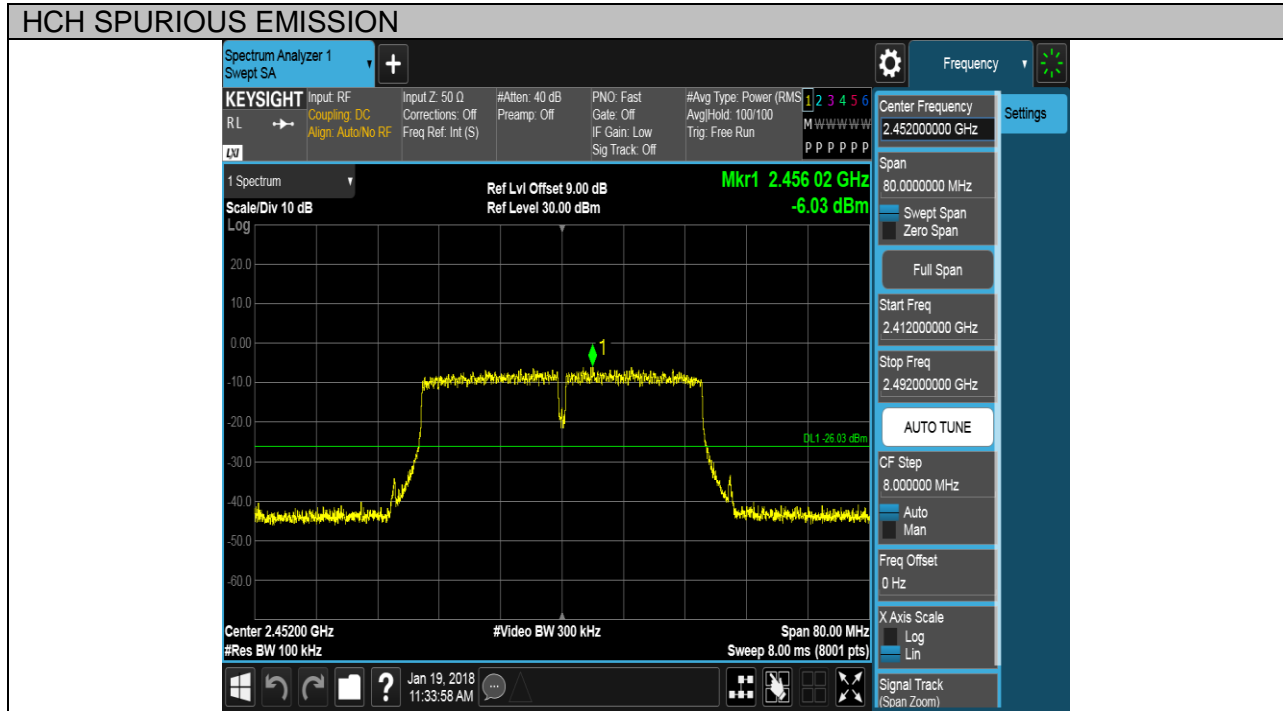 HCH SPURIOUS EMISSION
Spectrum Analyzer 1
Swept SA
+
Frequency
KEYSIGHT
RL
LXI
Input: RF
Coupling: DC
Align: Auto/No RF
Input Z: 50 Ω
Corrections: Off
Freq Ref: Int (S)
#Atten: 40 dB
Preamp: Off
PNO: Fast
Gate: Off
IF Gain: Low
Sig Track: Off
#Avg Type: Power (RMS
Avg|Hold: 100/100
Trig: Free Run
1 2 3 4 5 6
M W W W W W
P P P P P P
1 Spectrum
Scale/Div 10 dB
Log
Ref Lvl Offset 9.00 dB
Ref Level 30.00 dBm
Mkr1 2.456 02 GHz
-6.03 dBm
20.0
10.0
0.00
-10.0
-20.0
-30.0
-40.0
-50.0
-60.0
1
DL1 -26.03 dBm
Center 2.45200 GHz
#Res BW 100 kHz
#Video BW 300 kHz
Span 80.00 MHz
Sweep 8.00 ms (8001 pts)
?
Jan 19, 2018
11:33:58 AM
Center Frequency
2.452000000 GHz
Settings
Span
80.0000000 MHz
Swept Span
Zero Span
Full Span
Start Freq
2.412000000 GHz
Stop Freq
2.492000000 GHz
AUTO TUNE
CF Step
8.000000 MHz
Auto
Man
Freq Offset
0 Hz
X Axis Scale
Log
Lin
Signal Track
(Span Zoom)